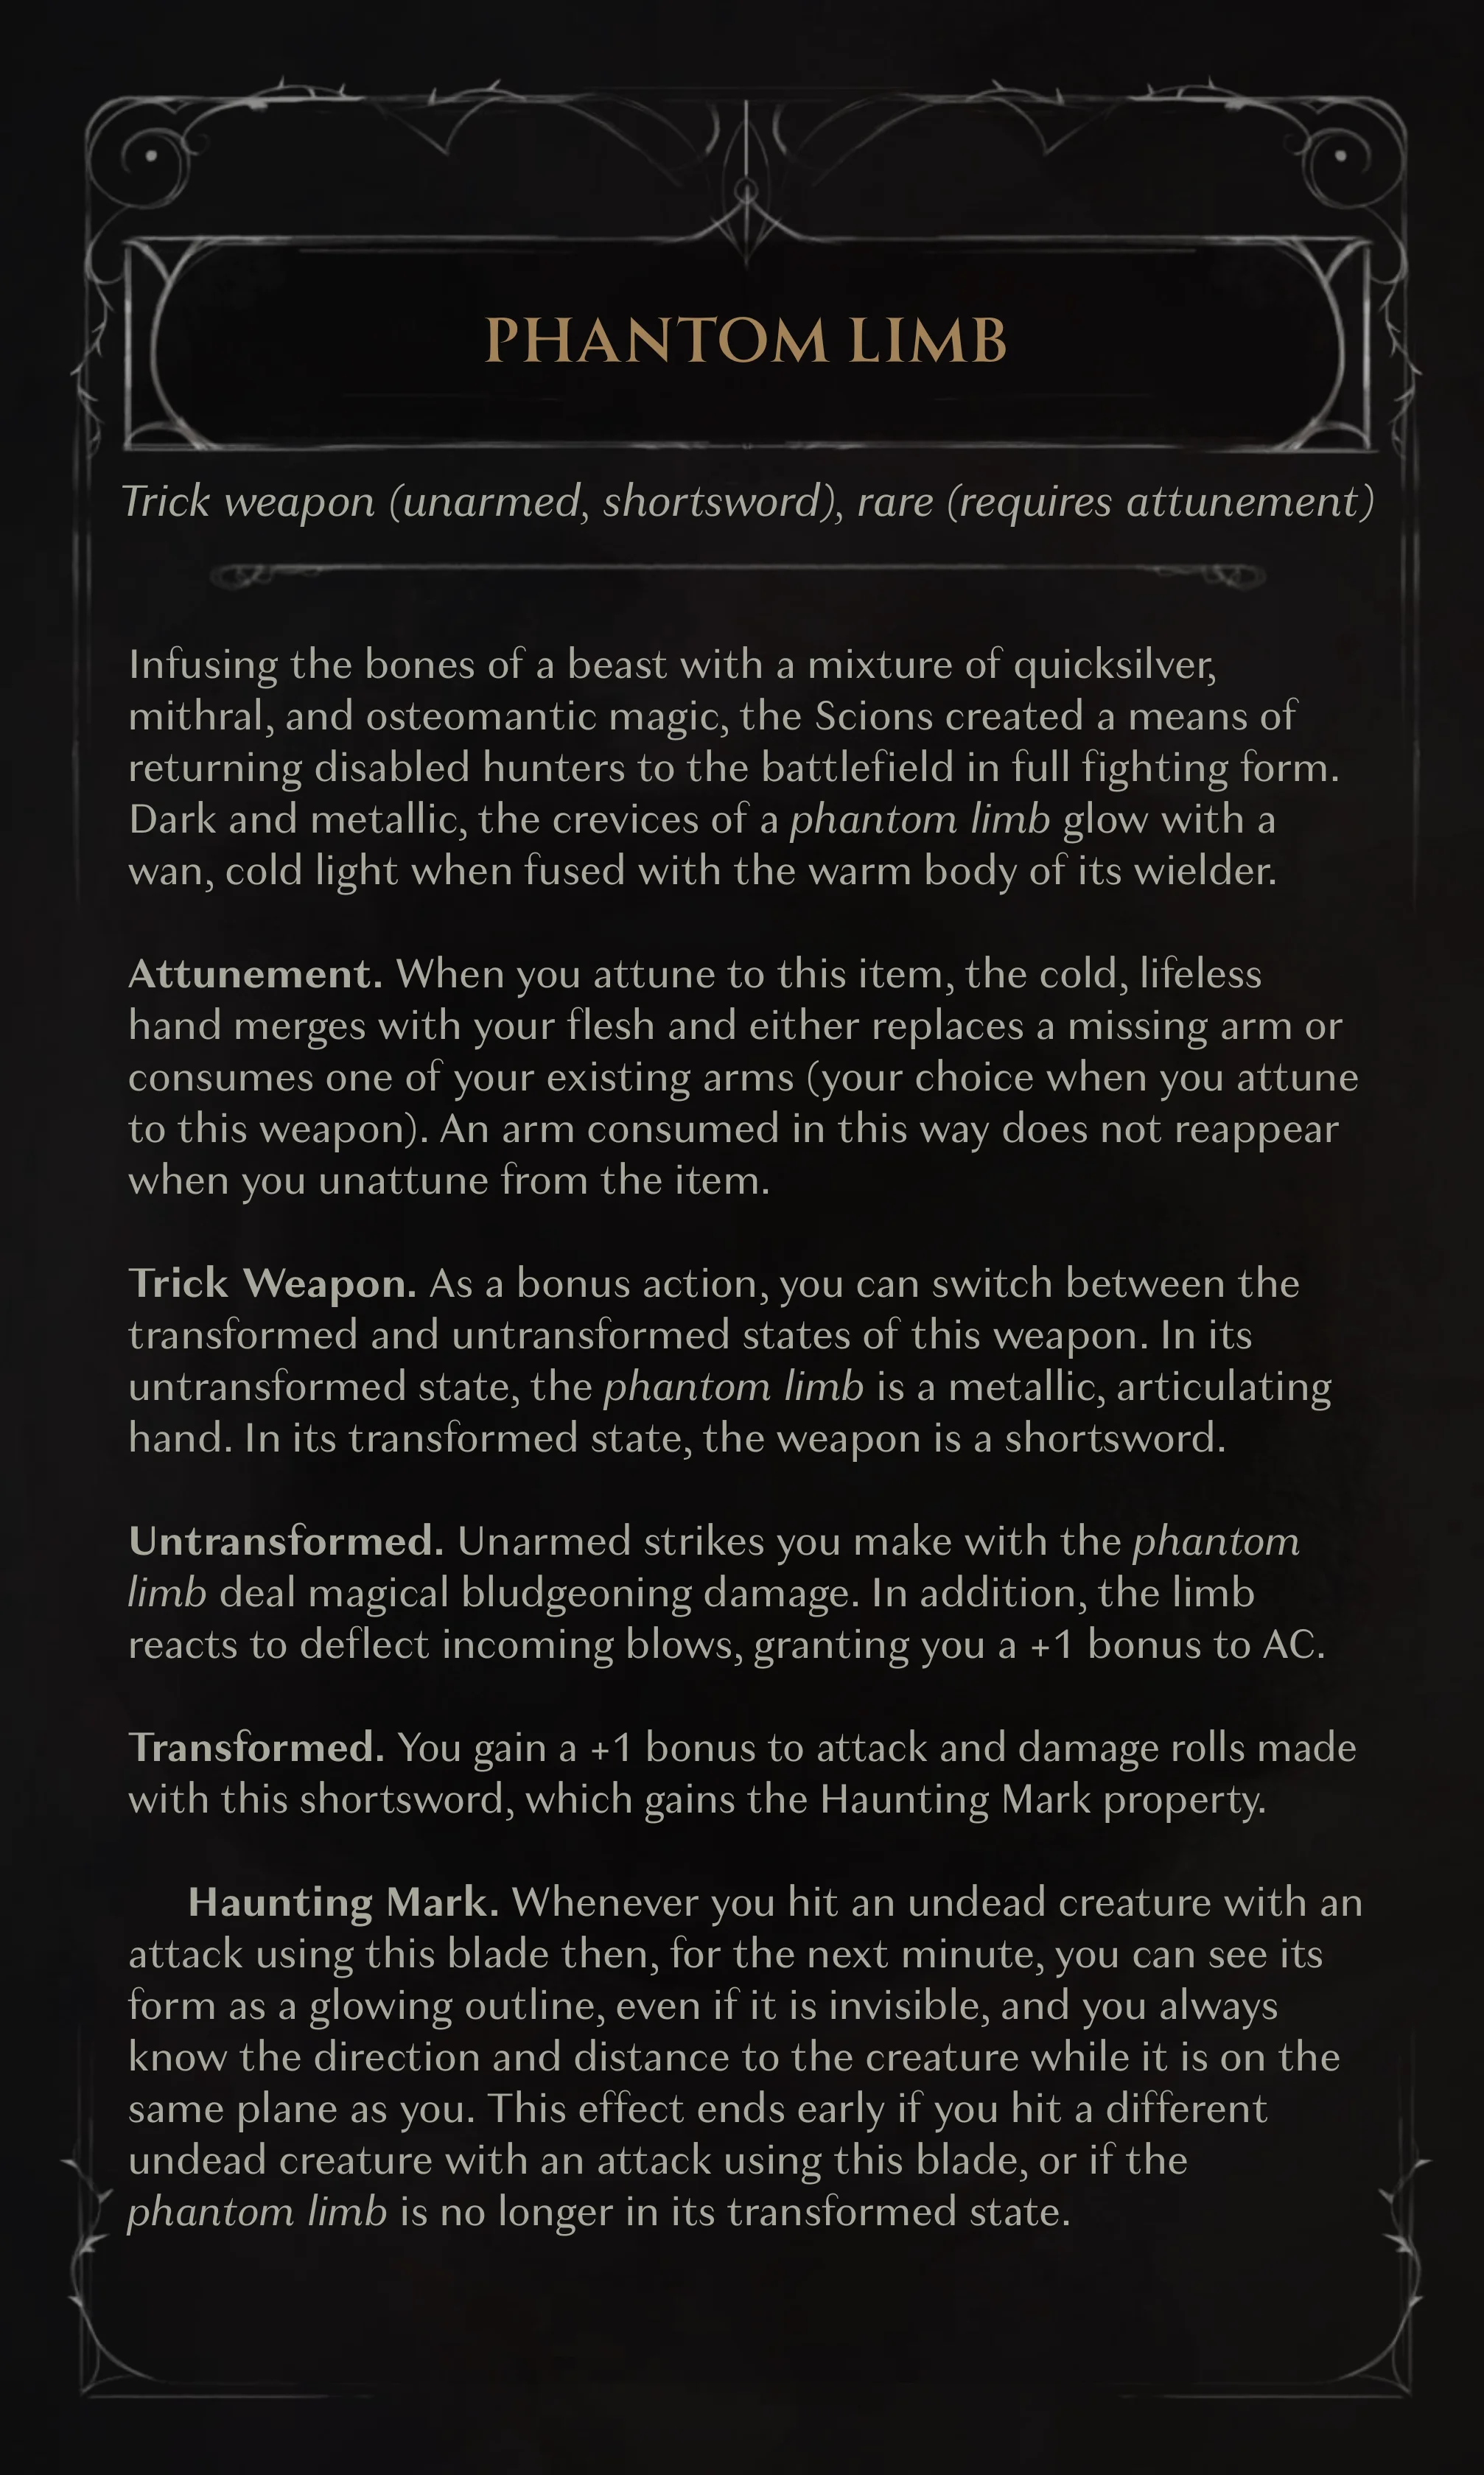 PHANTOM LIMB
Trick weapon (unarmed, shortsword), rare (requires attunement)
Infusing the bones of a beast with a mixture of quicksilver,
mithral, and osteomantic magic, the Scions created a means of
returning disabled hunters to the battlefield in full fighting form.
Dark and metallic, the crevices of a phantom limb glow with a
wan, cold light when fused with the warm body of its wielder.
Attunement. When you attune to this item, the cold, lifeless
hand merges with your flesh and either replaces a missing arm or
consumes one of your existing arms (your choice when you attune
to this weapon). An arm consumed in this way does not reappear
when you unattune from the item.
Trick Weapon. As a bonus action, you can switch between the
transformed and untransformed states of this weapon. In its
untransformed state, the phantom limb is a metallic, articulating
hand. In its transformed state, the weapon is a shortsword.
Untransformed. Unarmed strikes you make with the phantom
limb deal magical bludgeoning damage. In addition, the limb
reacts to deflect incoming blows, granting you a +1 bonus to AC.
Transformed. You gain a +1 bonus to attack and damage rolls made
with this shortsword, which gains the Haunting Mark property.
Haunting Mark. Whenever you hit an undead creature with an
attack using this blade then, for the next minute, you can see its
form as a glowing outline, even if it is invisible, and you always
know the direction and distance to the creature while it is on the
same plane as you. This effect ends early if you hit a different
undead creature with an attack using this blade, or if the
phantom limb is no longer in its transformed state.